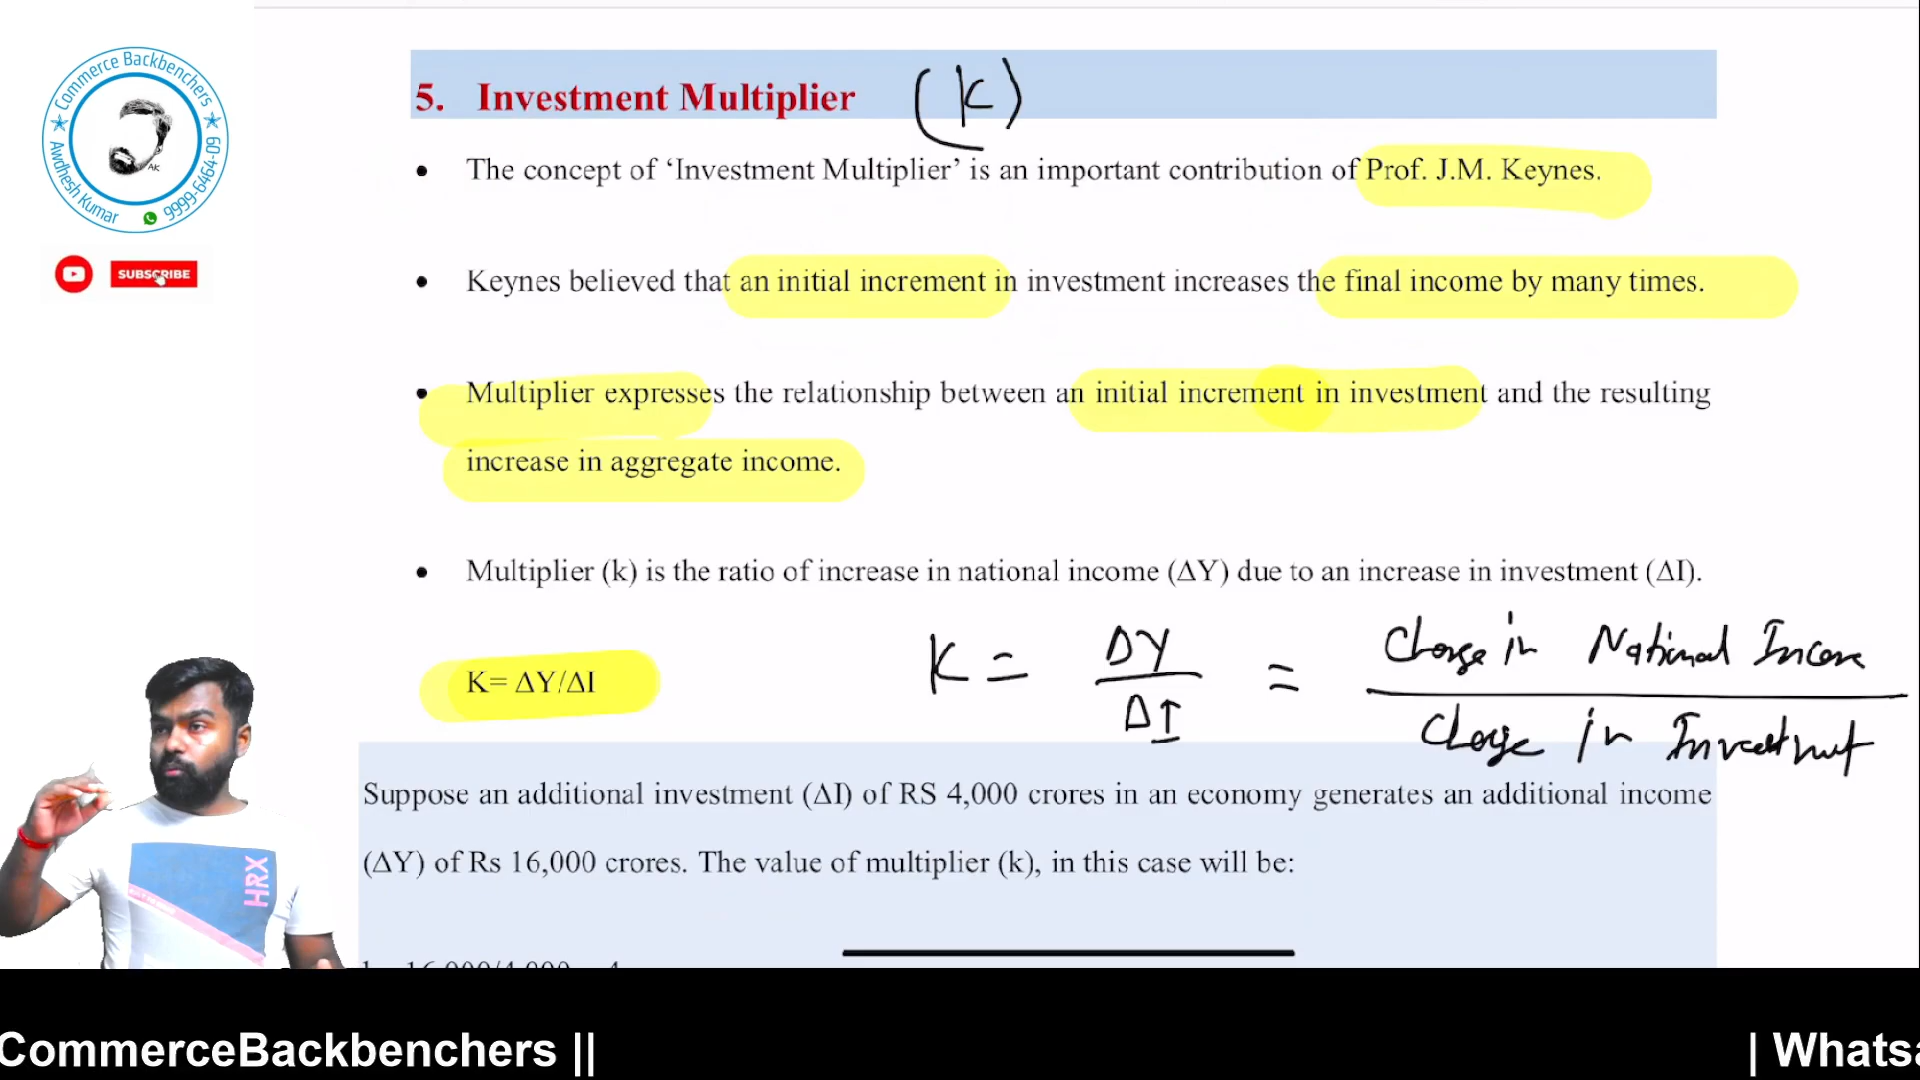 Commerce Backbenchers
Awdhesh Kumar
9999-6464-09
AK
SUBSCRIBE
5. Investment Multiplier (K)
• The concept of ‘Investment Multiplier’ is an important contribution of Prof. J.M. Keynes.
• Keynes believed that an initial increment in investment increases the final income by many times.
• Multiplier expresses the relationship between an initial increment in investment and the resulting
increase in aggregate income.
• Multiplier (k) is the ratio of increase in national income (ΔY) due to an increase in investment (ΔI).
K= ΔY/ΔI
K = ΔY / ΔI = Change in National Income / Change in Investment
HRX
Suppose an additional investment (ΔI) of RS 4,000 crores in an economy generates an additional income
(ΔY) of Rs 16,000 crores. The value of multiplier (k), in this case will be:
CommerceBackbenchers ||
| Whatsa